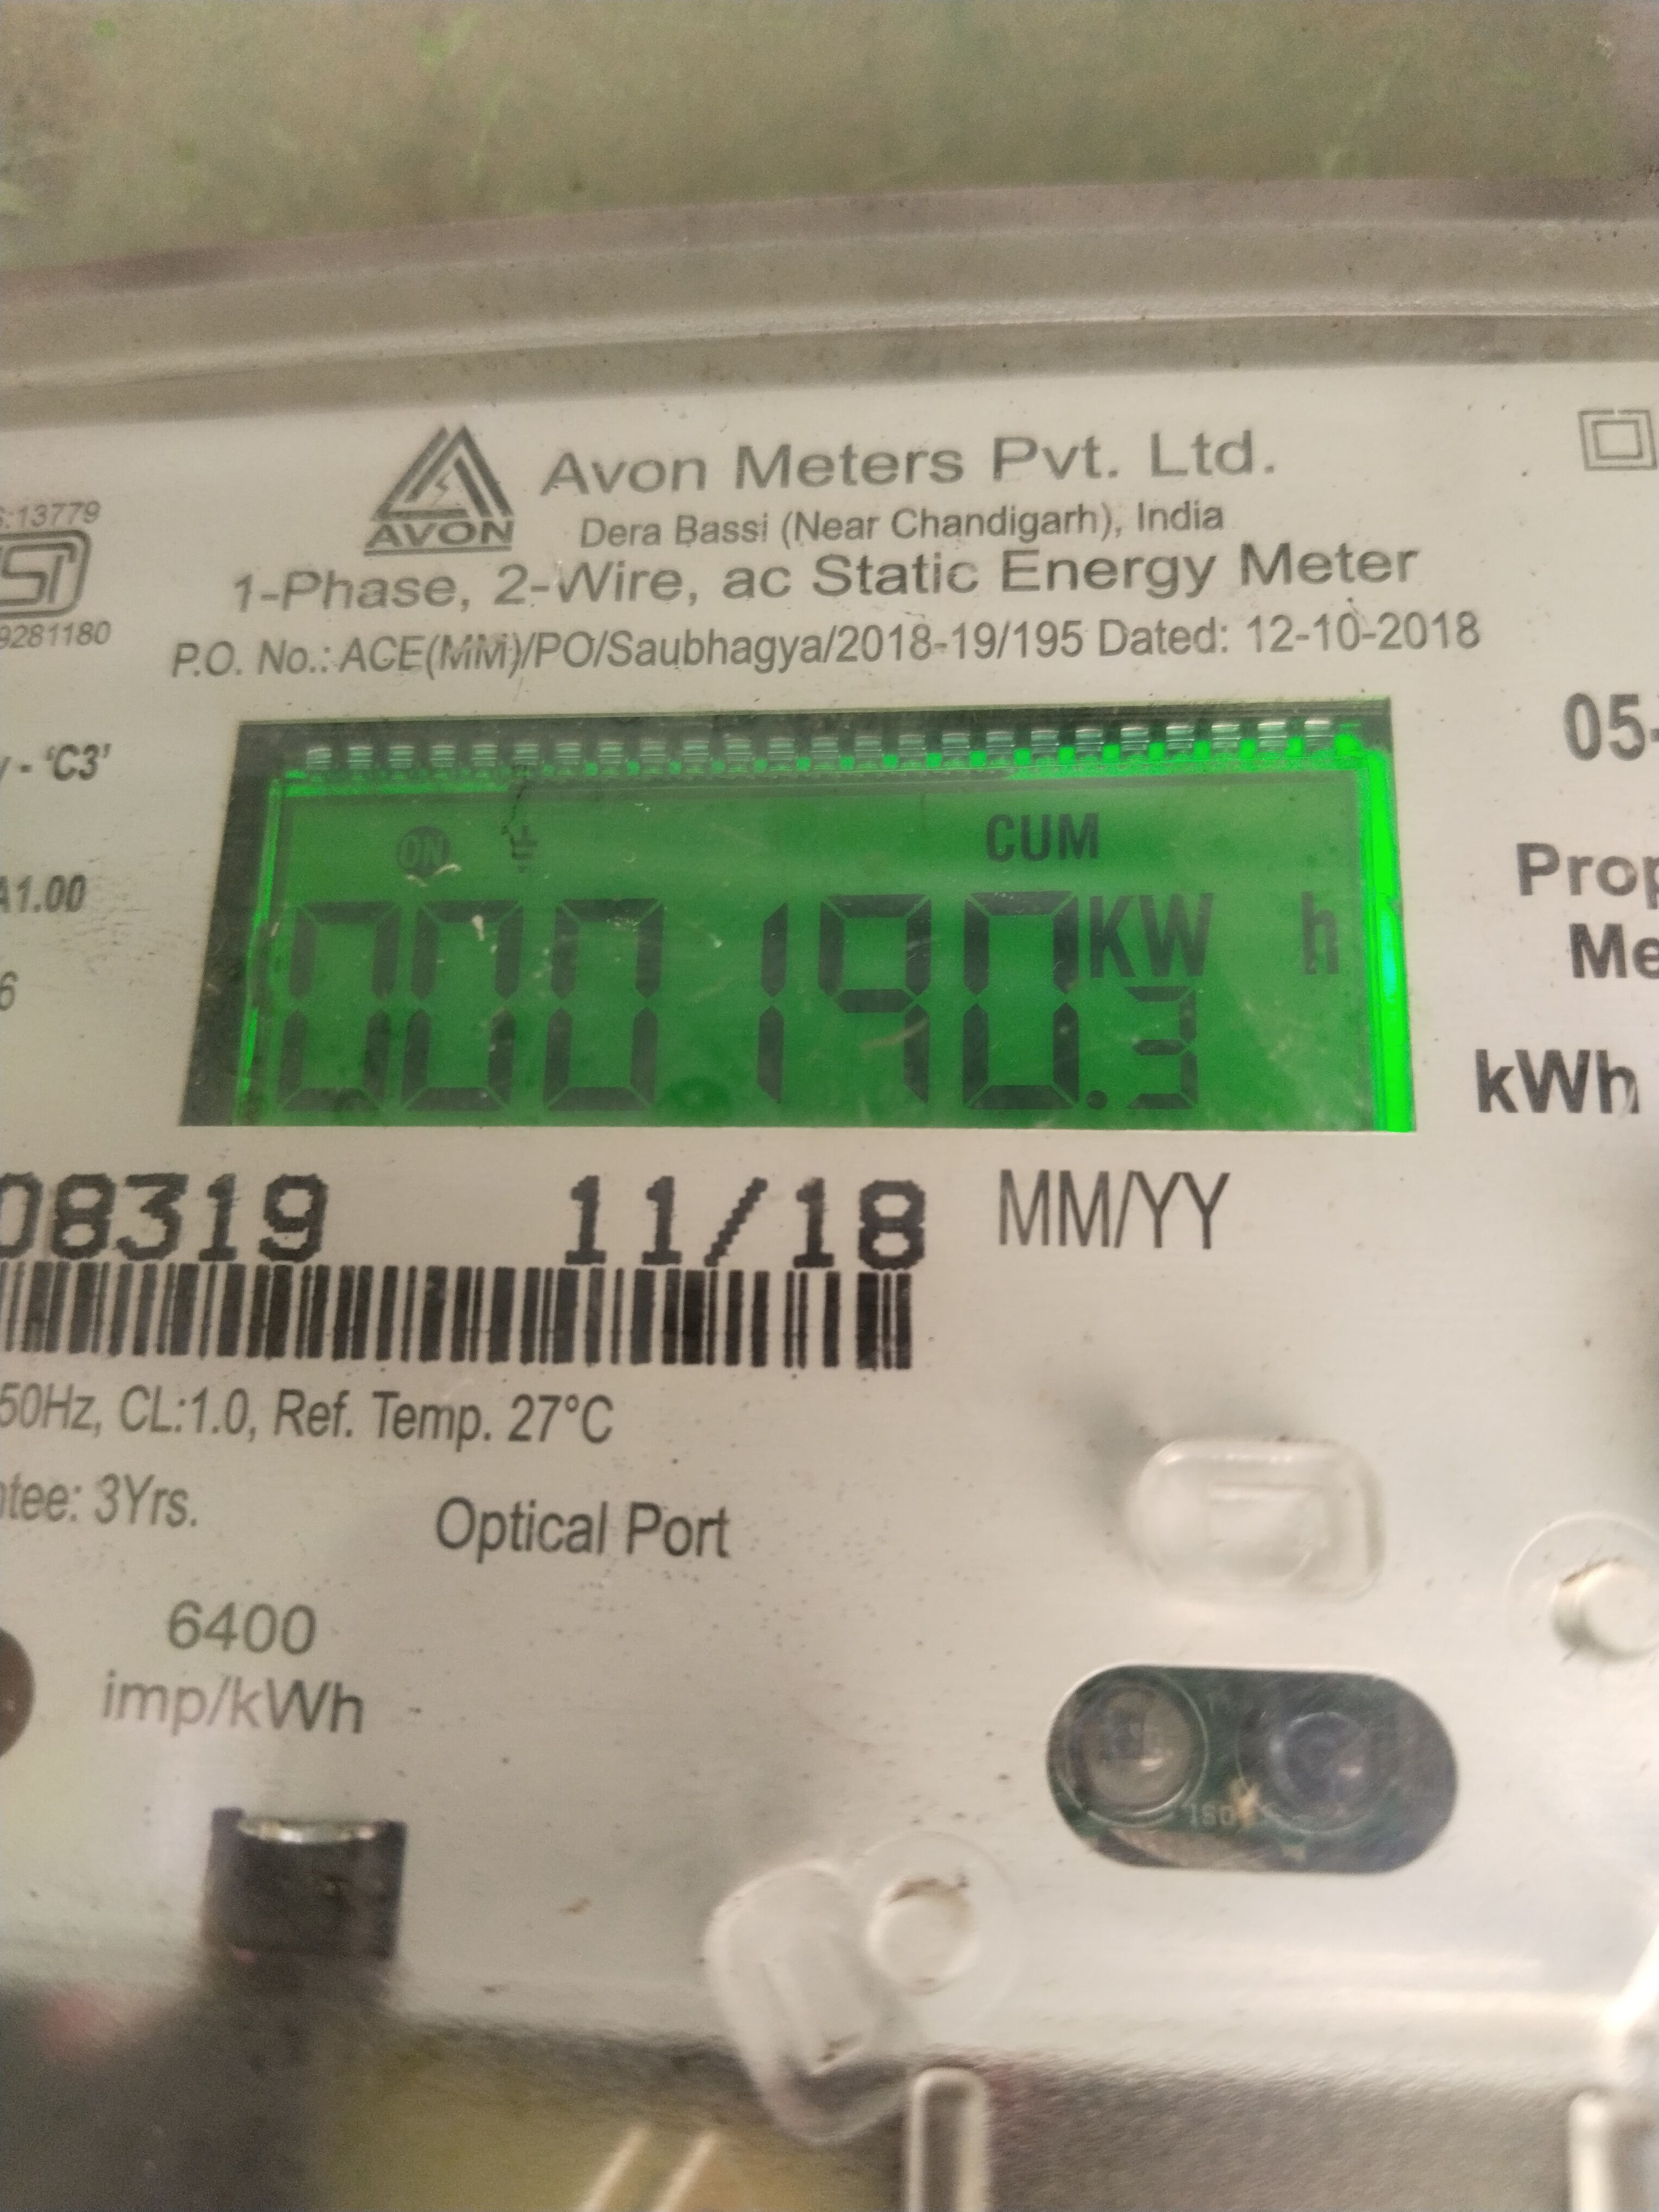 Avon Meters Pvt. Ltd.
AVON
Dera Bassi (Near Chandigarh), India
:13779
1-Phase, 2-Wire, ac Static Energy Meter
9281180
P.O. No.: ACE(MM)/PO/Saubhagya/2018-19/195 Dated: 12-10-2018
- 'C3'
05-
ON CUM
A1.00
Prop
000190.3 KW h
Me
6
kWh
08319 11/18 MM/YY
50Hz, CL:1.0, Ref. Temp. 27°C
ntee: 3Yrs.
Optical Port
6400
imp/kWh